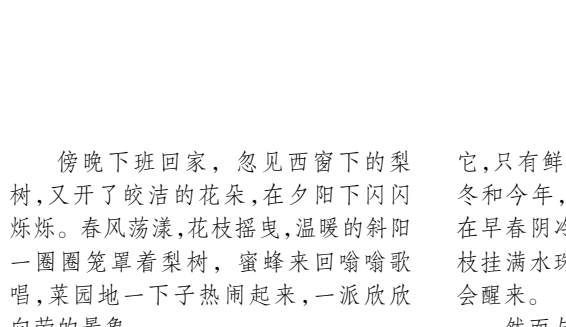 傍晚下班回家，忽见西窗下的梨
树，又开了皎洁的花朵，在夕阳下闪闪
烁烁。春风荡漾，花枝摇曳，温暖的斜阳
一圈圈笼罩着梨树，蜜蜂来回嗡嗡歌
唱，菜园地一下子热闹起来，一派欣欣
向荣的景象
它，只有鲜
冬和今年，
在早春阴冷
枝挂满水珠
会醒来。
然而